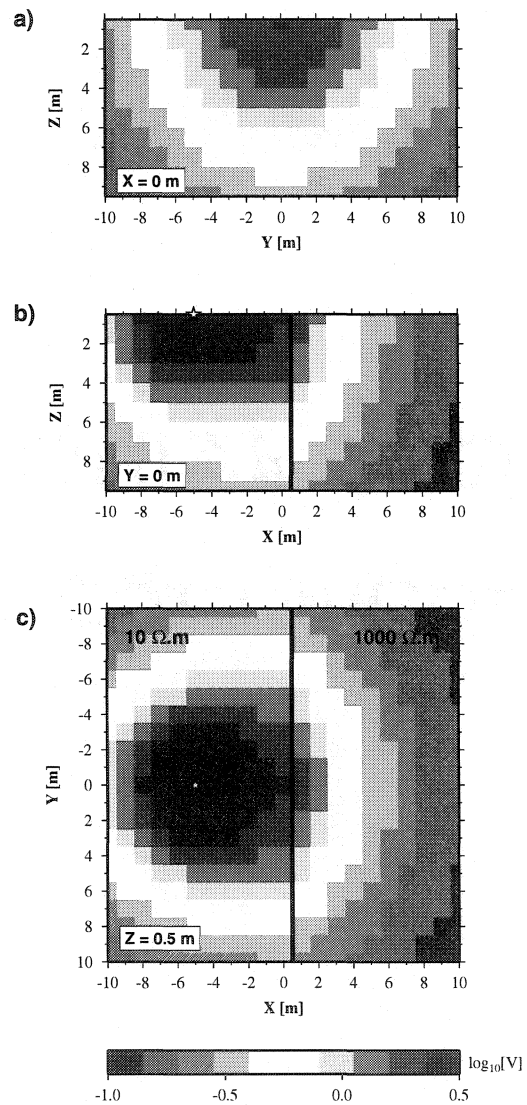 a)
2
4
6
8
Z [m]
X = 0 m
-10 -8 -6 -4 -2 0 2 4 6 8 10
Y [m]
b)
2
4
6
8
Z [m]
Y = 0 m
-10 -8 -6 -4 -2 0 2 4 6 8 10
X [m]
c)
10 Ω.m 1000 Ω.m
-10
-8
-6
-4
-2
0
2
4
6
8
10
Y [m]
Z = 0.5 m
-10 -8 -6 -4 -2 0 2 4 6 8 10
X [m]
log10[V]
-1.0 -0.5 0.0 0.5